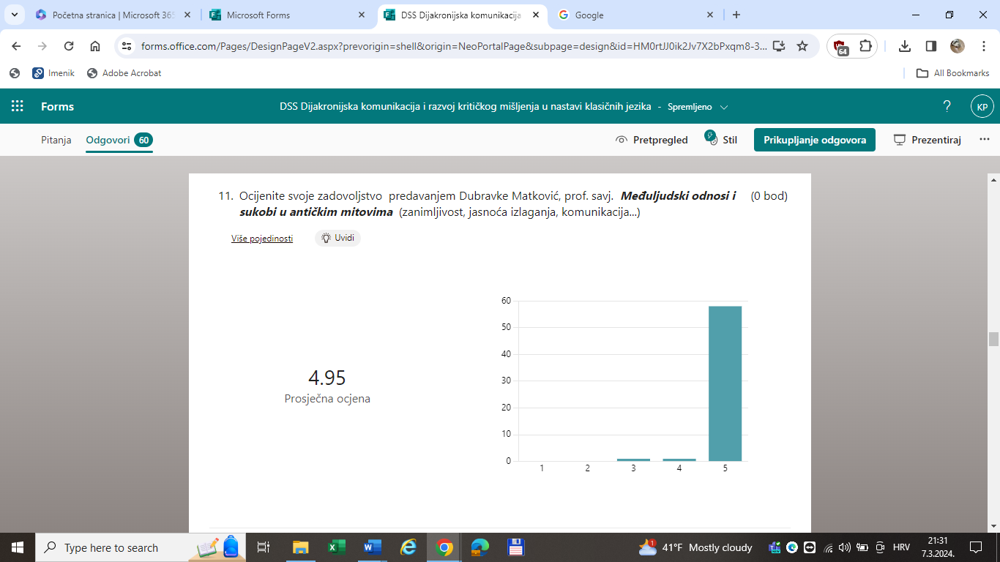 Početna stranica | Microsoft 365
Microsoft Forms
DSS Dijakronijska komunikacija
Google
forms.office.com/Pages/DesignPageV2.aspx?prevorigin=shell&origin=NeoPortalPage&subpage=design&id=HM0rtJJ0ik2Jv7X2bPxqm8-3...
64
Imenik
Adobe Acrobat
All Bookmarks
Forms
DSS Dijakronijska komunikacija i razvoj kritičkog mišljenja u nastavi klasičnih jezika - Spremljeno
?
KP
Pitanja
Odgovori 60
Pretpregled
Stil
Prikupljanje odgovora
Prezentiraj
...
11. Ocijenite svoje zadovoljstvo predavanjem Dubravke Matković, prof. savj. Međuljudski odnosi i (0 bod)
sukobi u antičkim mitovima (zanimljivost, jasnoća izlaganja, komunikacija...)
Više pojedinosti
Uvidi
4.95
Prosječna ocjena
60
50
40
30
20
10
0
1 2 3 4 5
Type here to search
1
41°F Mostly cloudy
HRV
21:31
7.3.2024.